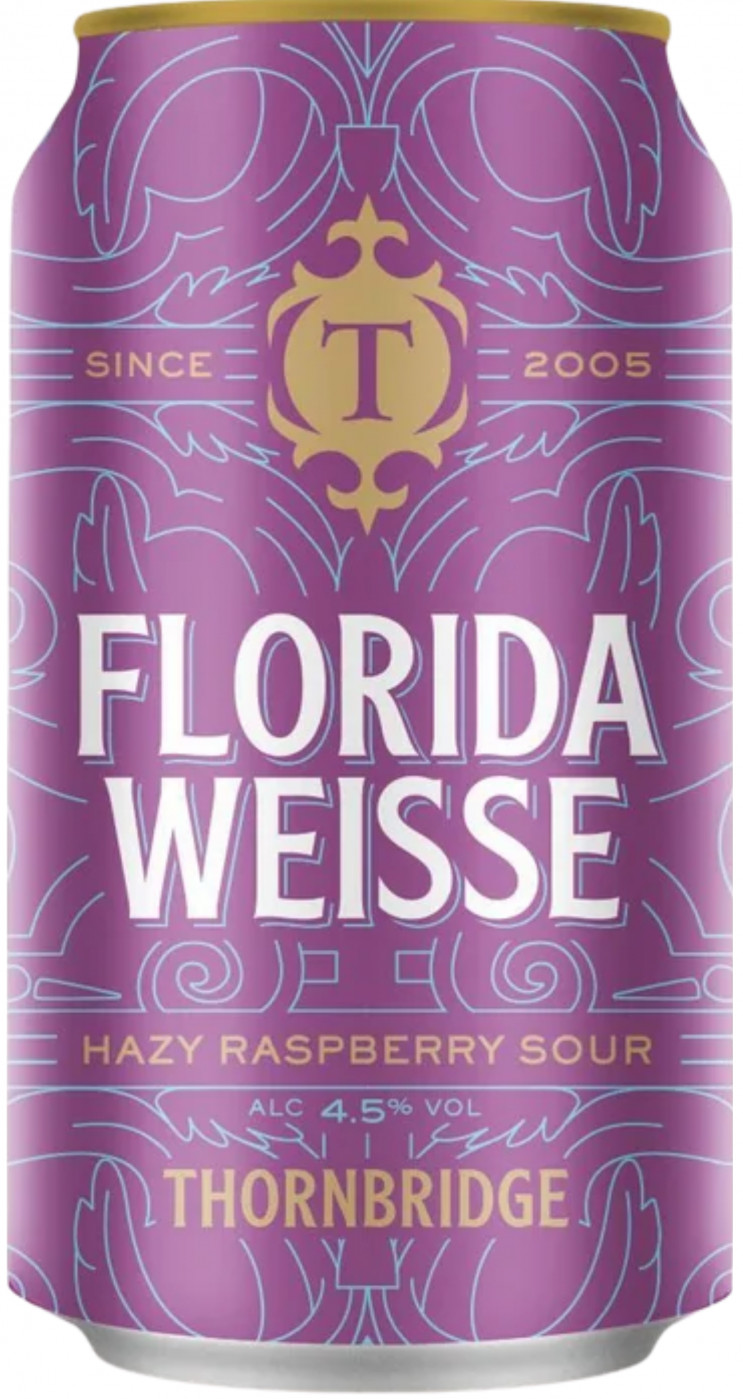 T
SINCE 2005
FLORIDA
WEISSE
HAZY RASPBERRY SOUR
ALC 4.5% VOL
THORNBRIDGE